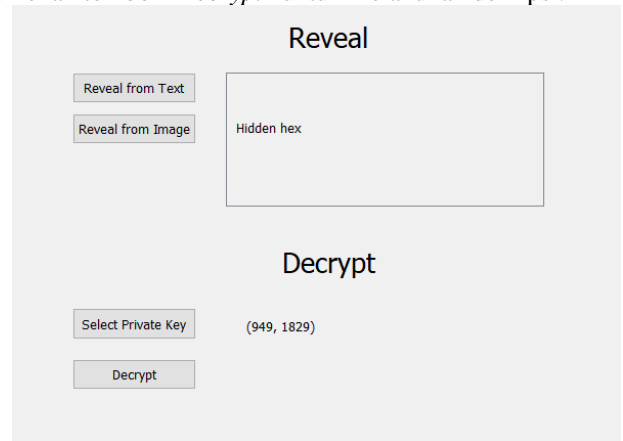 Reveal
Reveal from Text
Reveal from Image
Hidden hex
Decrypt
Select Private Key
(949, 1829)
Decrypt